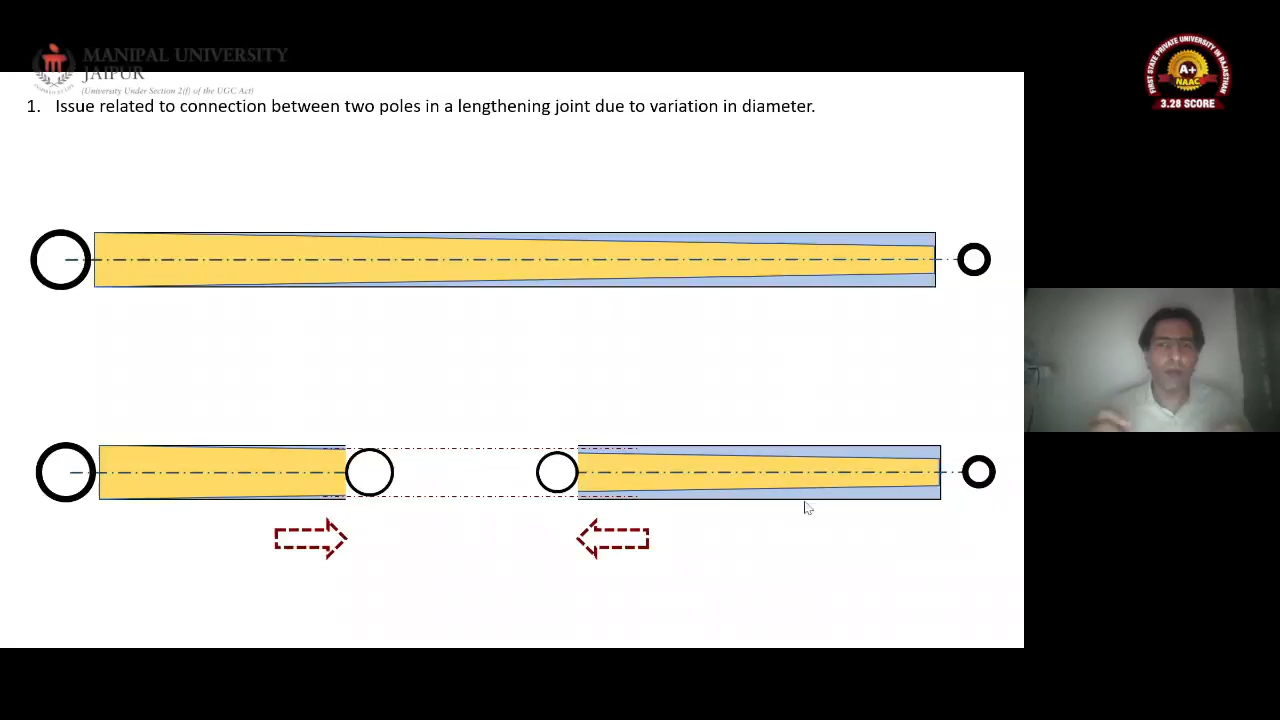 MANIPAL UNIVERSITY
JAIPUR
(University Under Section 2(f) of the UGC Act)
1. Issue related to connection between two poles in a lengthening joint due to variation in diameter.
FIRST STATE PRIVATE UNIVERSITY IN RAJASTHAN
A+
NAAC
3.28 SCORE